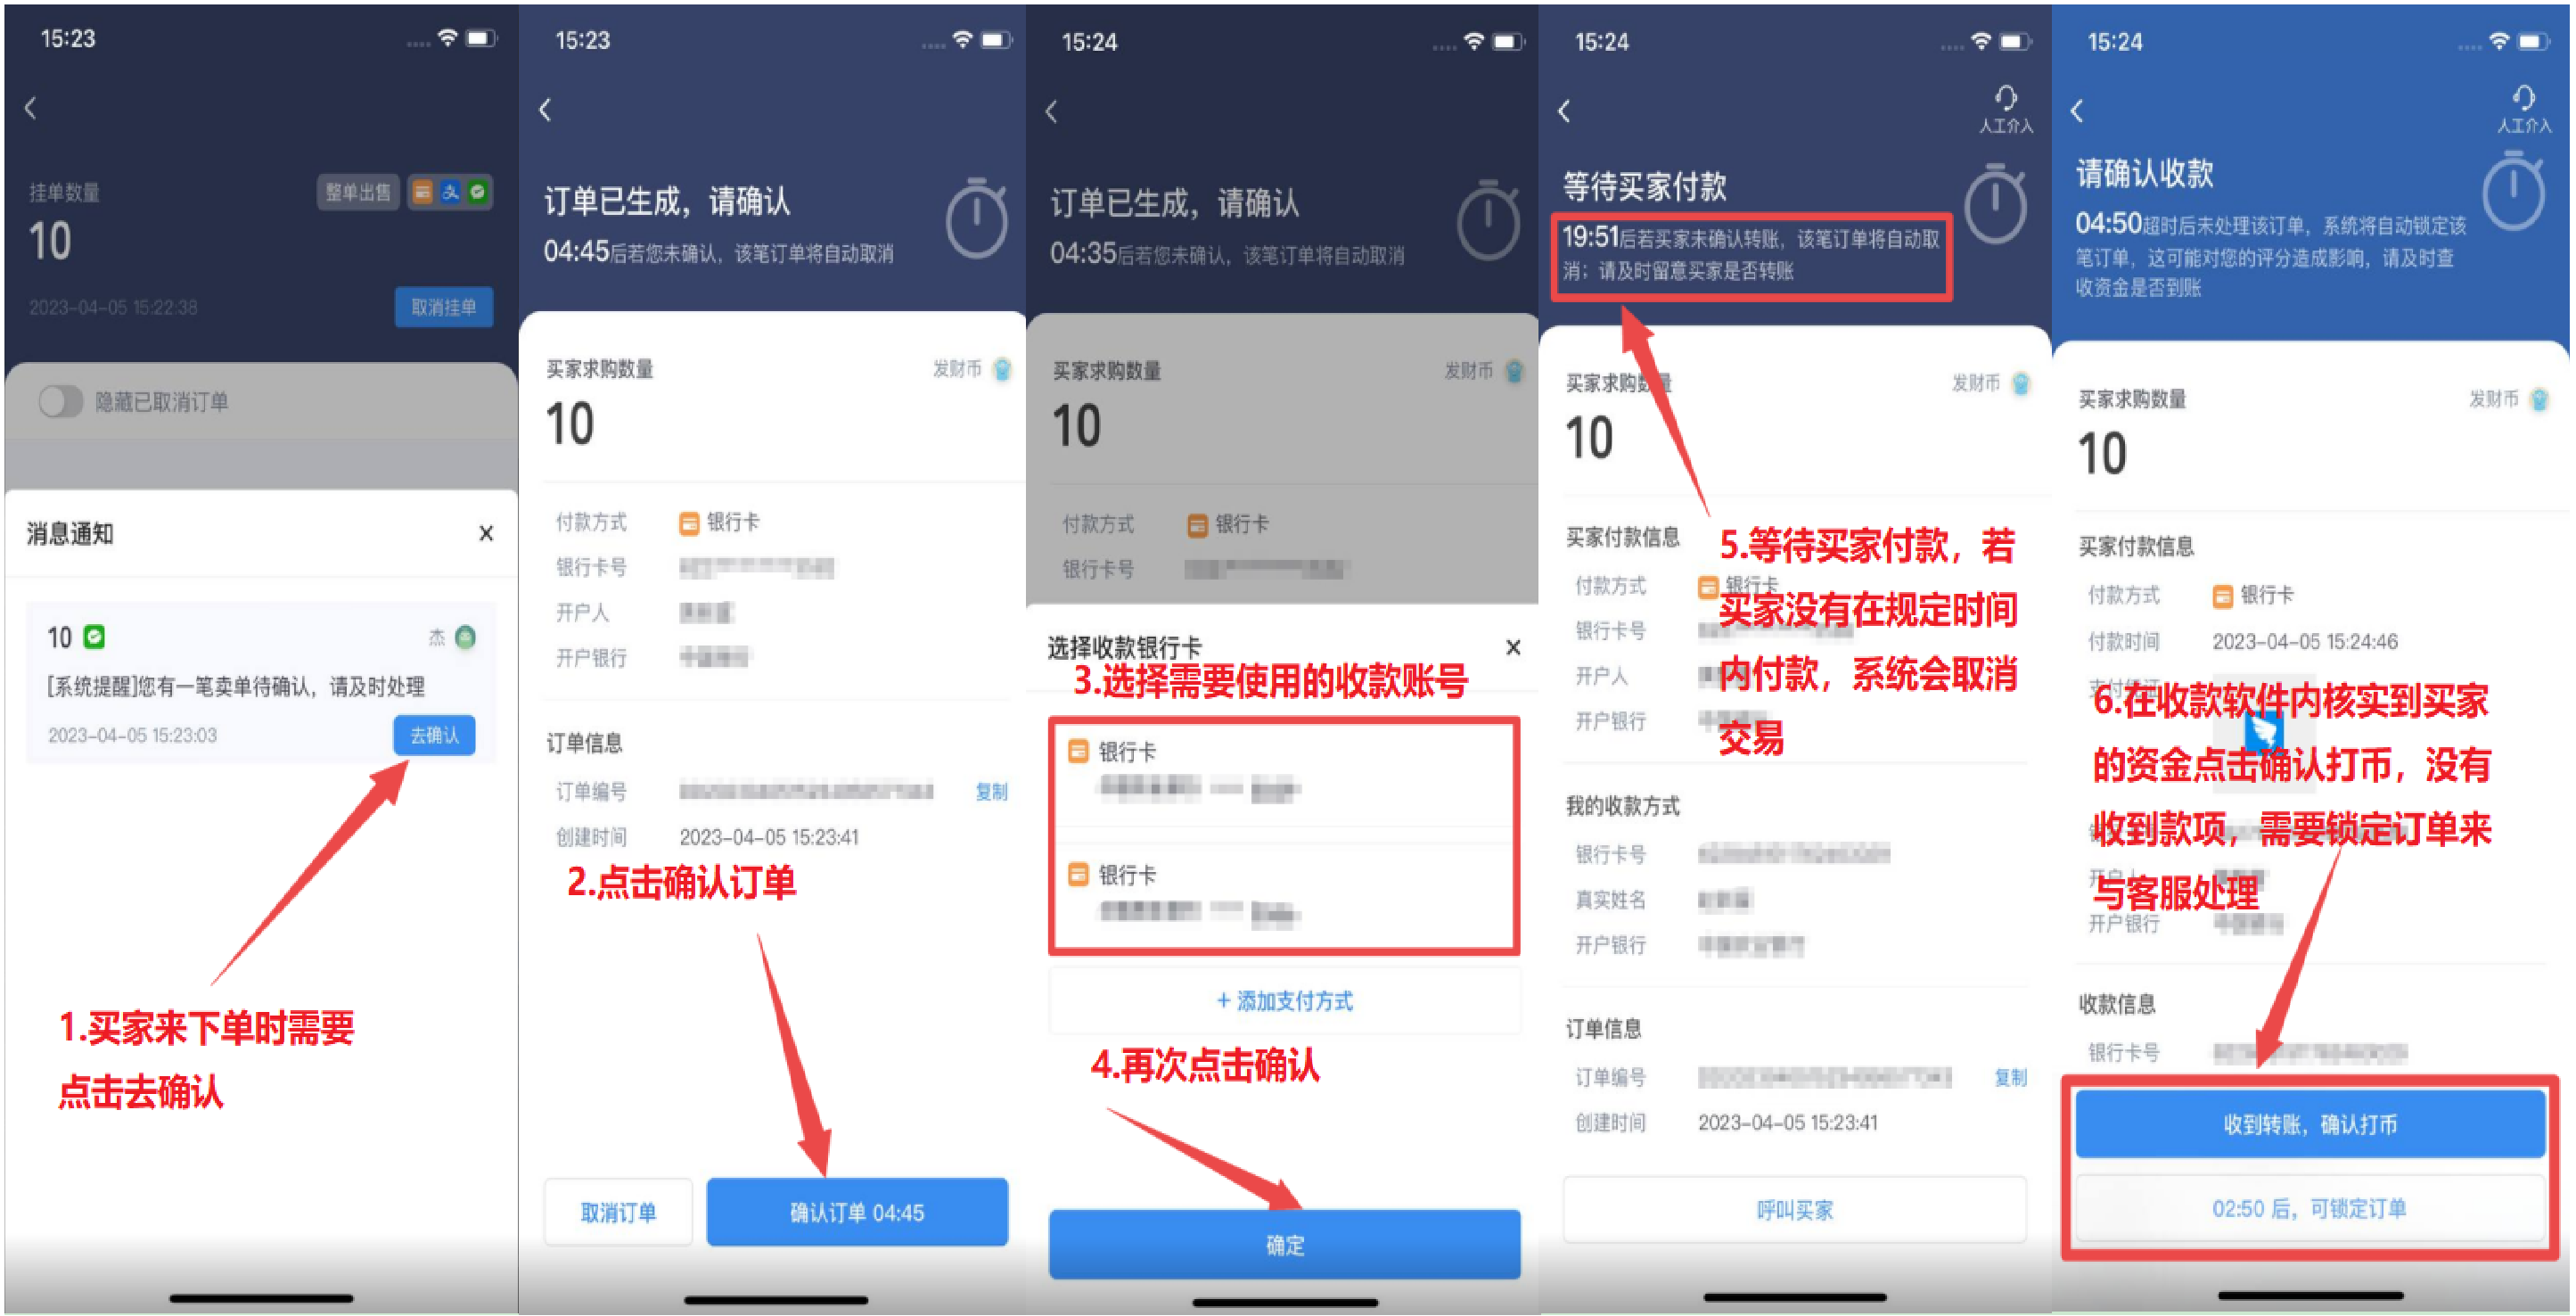 15:23
挂单数量
整单出售
10
2023-04-05 15:22:38
取消挂单
隐藏已取消订单
消息通知
10
杰
[系统提醒]您有一笔卖单待确认，请及时处理
2023-04-05 15:23:03
去确认
1.买家来下单时需要
点击去确认
15:23
订单已生成，请确认
04:45后若您未确认，该笔订单将自动取消
买家求购数量
发财币
10
付款方式
银行卡
银行卡号
开户人
开户银行
订单信息
订单编号
复制
创建时间
2023-04-05 15:23:41
2.点击确认订单
取消订单
确认订单 04:45
15:24
订单已生成，请确认
04:35后若您未确认，该笔订单将自动取消
买家求购数量
发财币
10
付款方式
银行卡
银行卡号
选择收款银行卡
3.选择需要使用的收款账号
银行卡
银行卡
+ 添加支付方式
4.再次点击确认
确定
15:24
人工介入
等待买家付款
19:51后若买家未确认转账，该笔订单将自动取
消；请及时留意买家是否转账
买家求购数量
发财币
10
买家付款信息
付款方式
银行卡
银行卡号
开户人
开户银行
5.等待买家付款，若
买家没有在规定时间
内付款，系统会取消
交易
我的收款方式
银行卡号
真实姓名
开户银行
订单信息
订单编号
复制
创建时间
2023-04-05 15:23:41
呼叫买家
15:24
人工介入
请确认收款
04:50超时后未处理该订单，系统将自动锁定该
笔订单，这可能对您的评分造成影响，请及时查
收资金是否到账
买家求购数量
发财币
10
买家付款信息
付款方式
银行卡
付款时间
2023-04-05 15:24:46
支付凭证
6.在收款软件内核实到买家
的资金点击确认打币，没有
收到款项，需要锁定订单来
与客服处理
开户人
开户银行
收款信息
银行卡号
收到转账，确认打币
02:50 后，可锁定订单